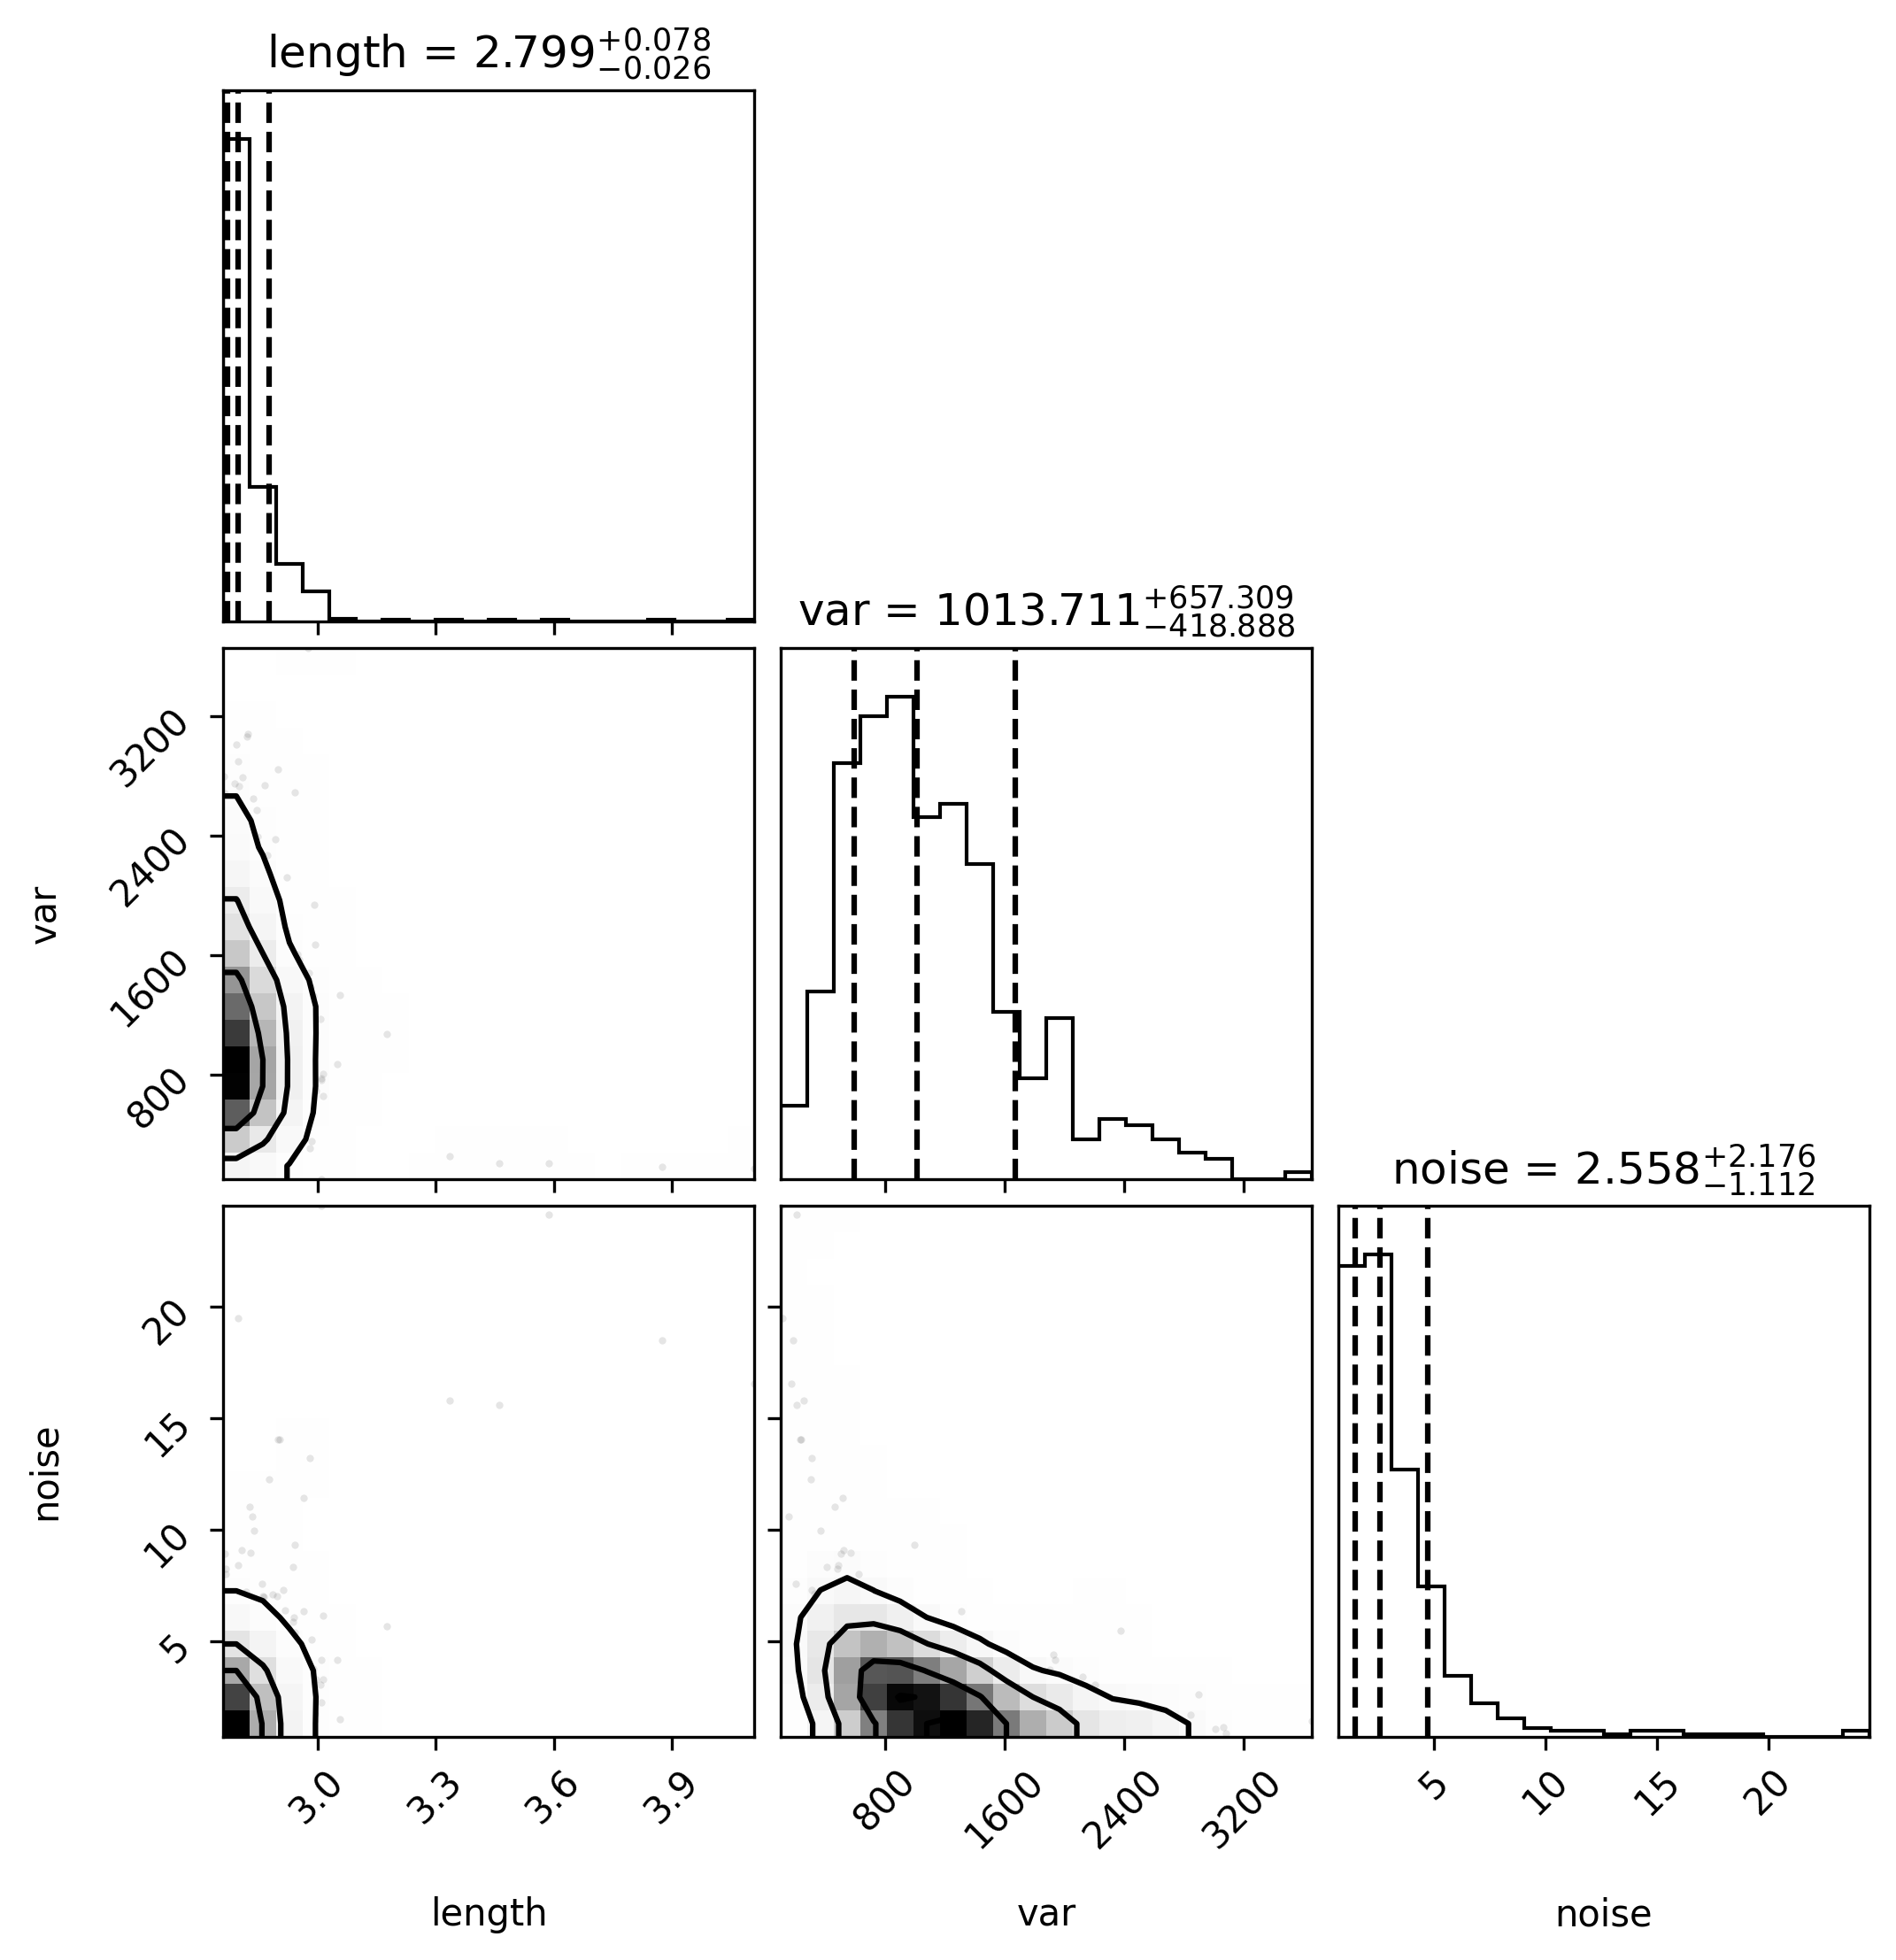 length = 2.799+0.078−0.026
var = 1013.711+657.309−418.888
3200
2400
1600
800
var
noise = 2.558+2.176−1.112
20
15
10
5
noise
3.0 3.3 3.6 3.9
800 1600 2400 3200
5 10 15 20
length
var
noise